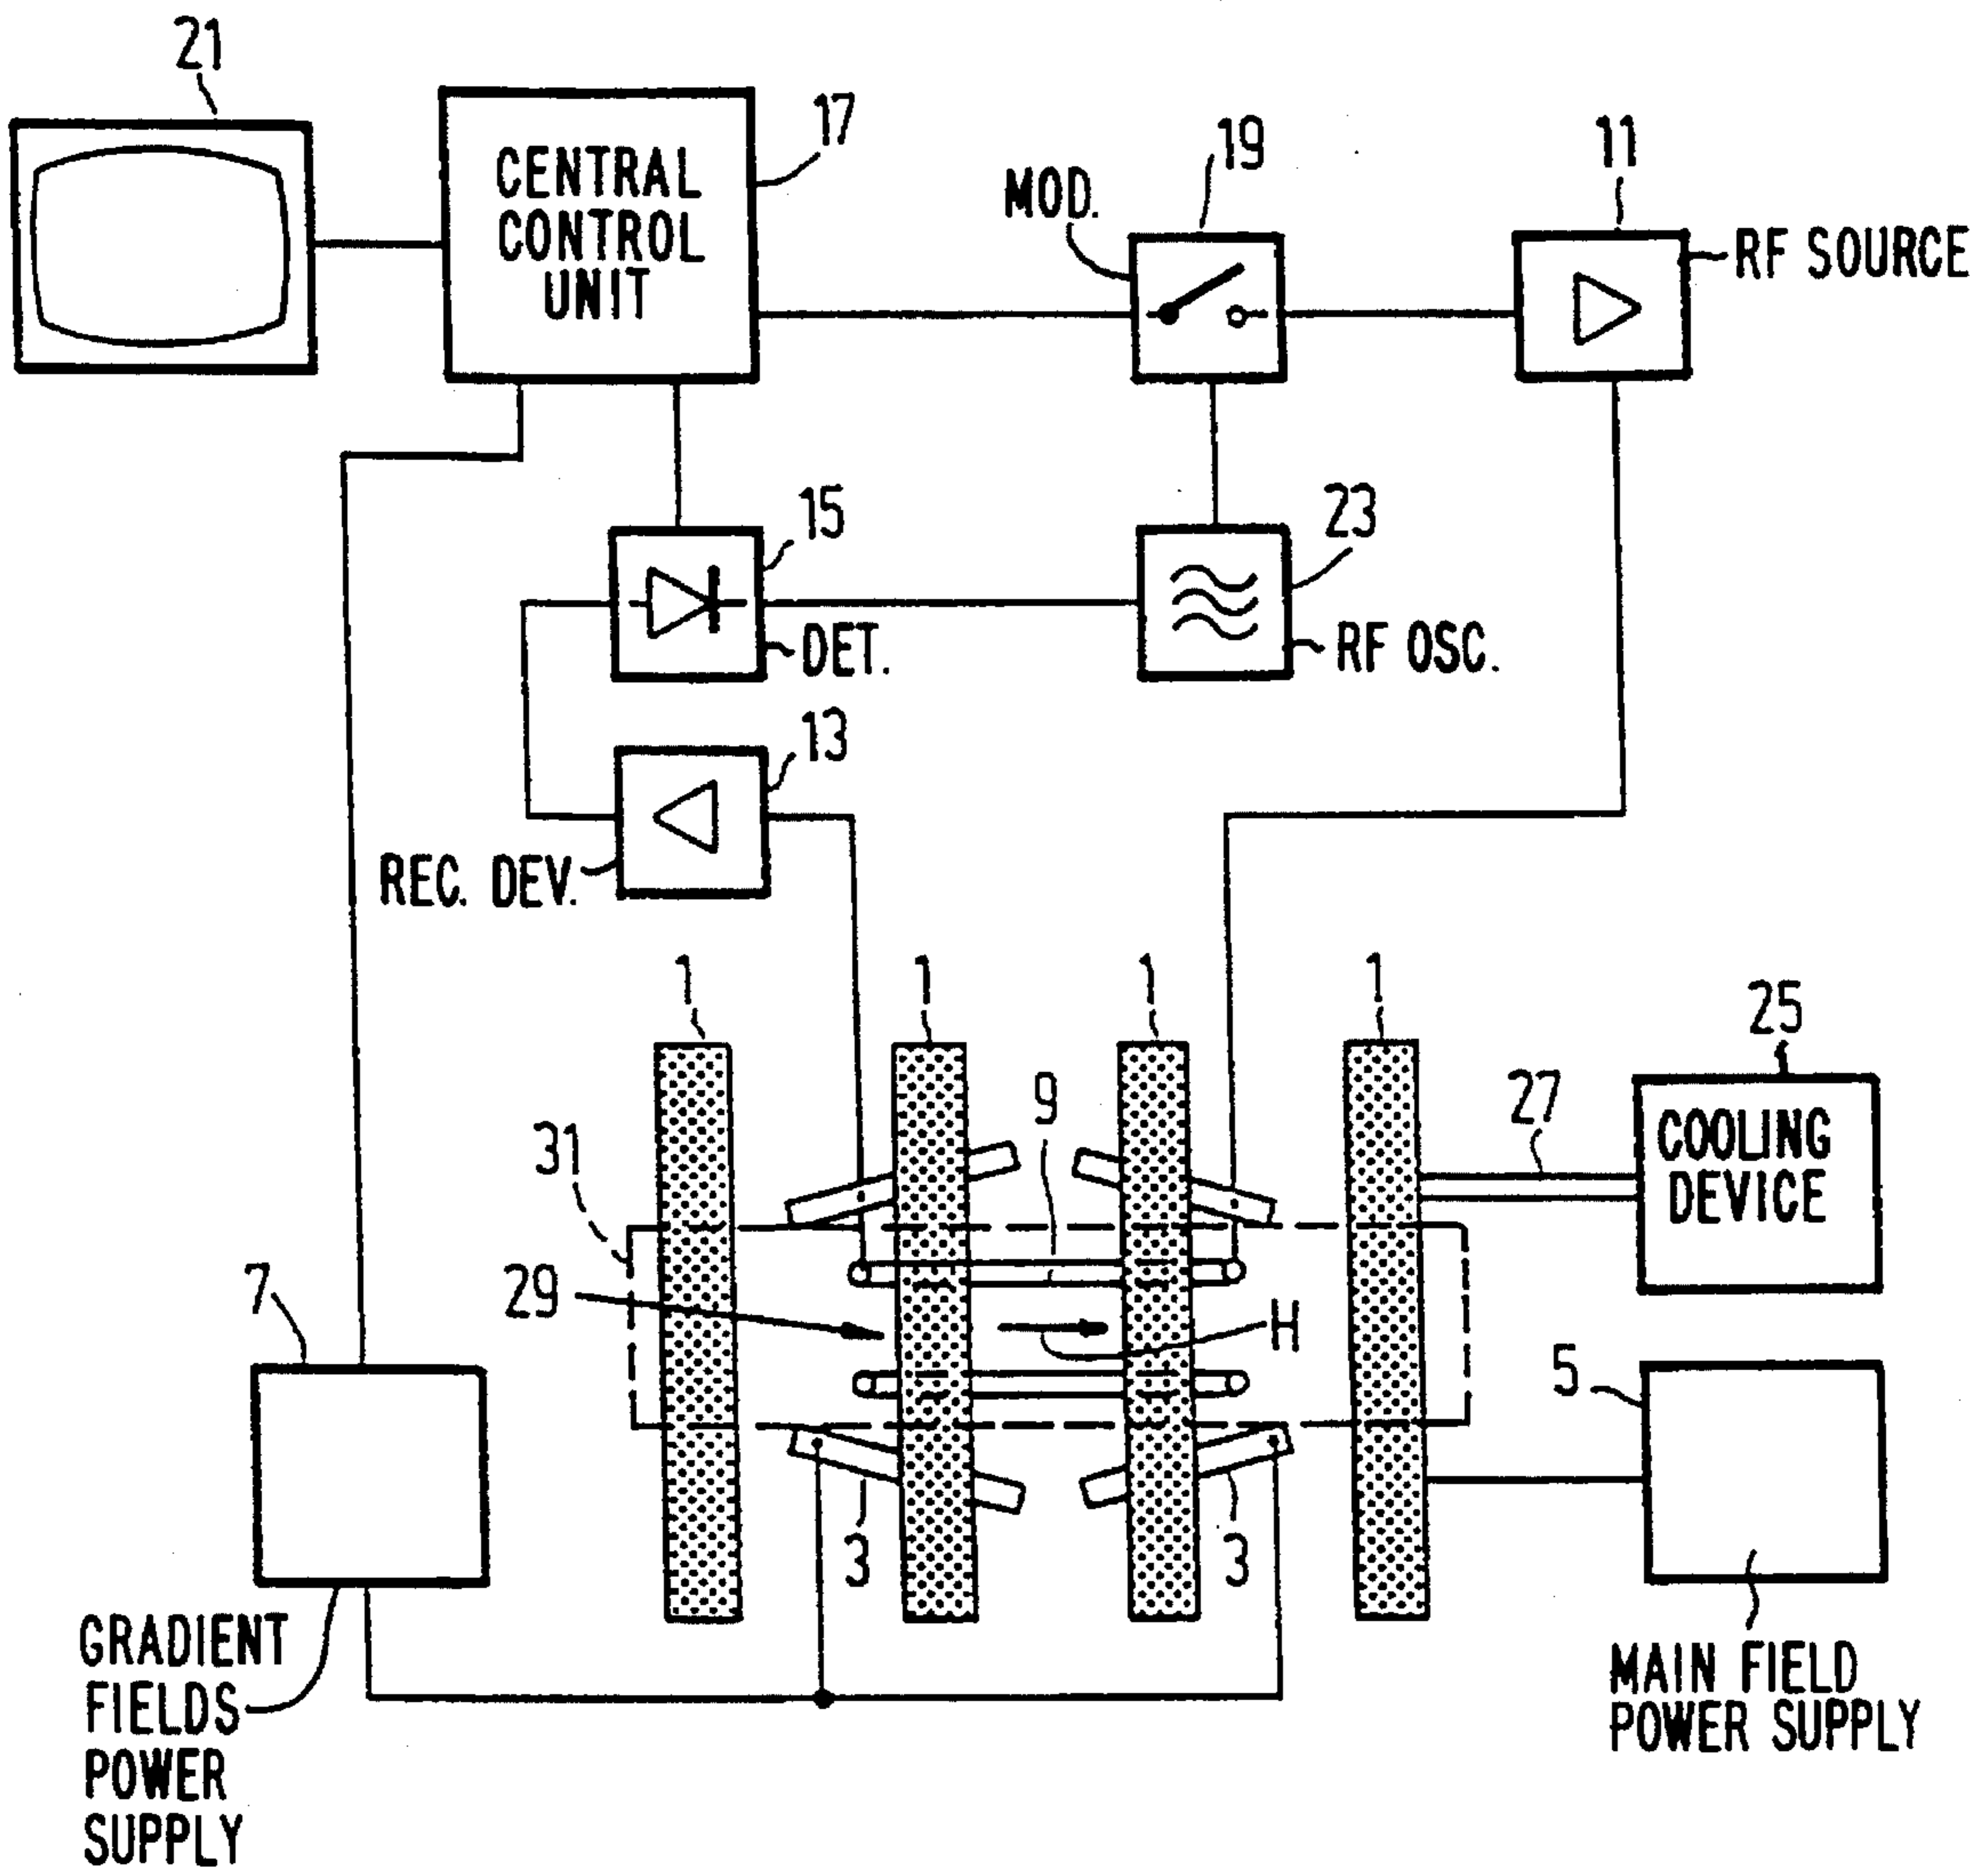 21
17
CENTRAL
CONTROL
UNIT
MOD.
19
11
RF SOURCE
15
DET.
23
RF OSC.
13
REC. DEV.
1
1
1
1
25
COOLING
DEVICE
27
9
31
29
H
7
5
3
3
GRADIENT
FIELDS
POWER
SUPPLY
MAIN FIELD
POWER SUPPLY